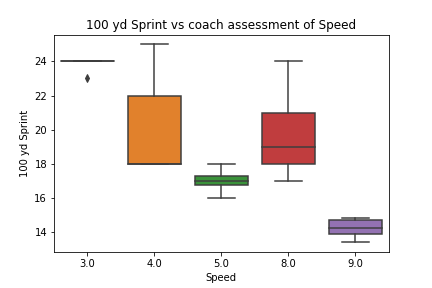 100 yd Sprint vs coach assessment of Speed
100 yd Sprint
24
22
20
18
16
14
3.0 4.0 5.0 8.0 9.0
Speed